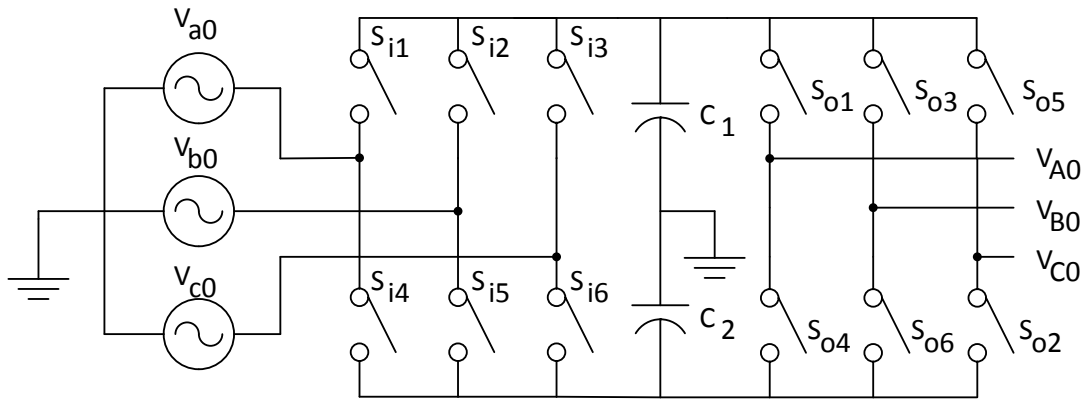 Va0
Vb0
Vc0
Si1
Si2
Si3
Si4
Si5
Si6
C1
C2
So1
So3
So5
So4
So6
So2
VA0
VB0
VC0